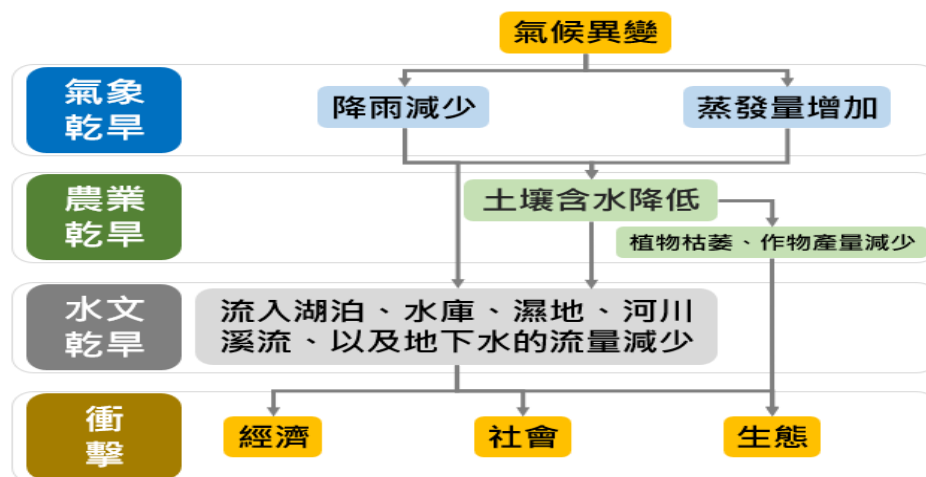 氣候異變
氣象
乾旱
降雨減少
蒸發量增加
農業
乾旱
土壤含水降低
植物枯萎、作物產量減少
水文
乾旱
流入湖泊、水庫、濕地、河川
溪流、以及地下水的流量減少
衝
擊
經濟
社會
生態